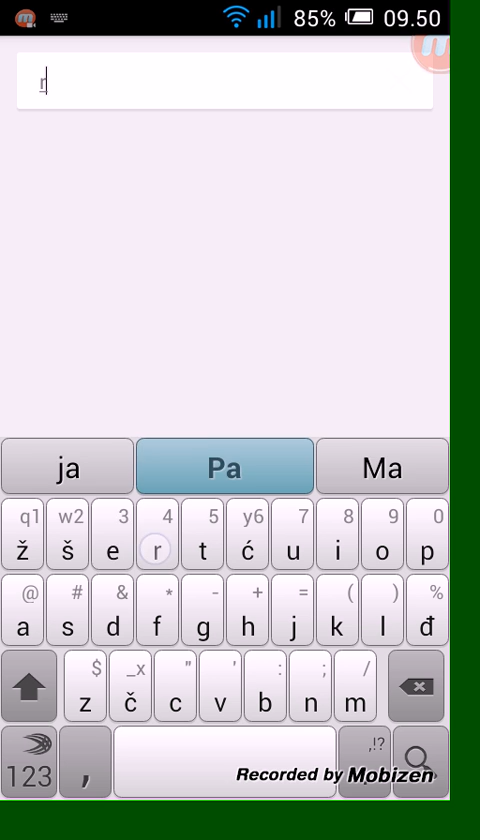 85% 09.50
r
ja Pa Ma
q1 w2 3 4 5 y6 7 8 9 0
ž š e r t ć u i o p
@ # & * - + = ( ) %
a s d f g h j k l đ
$ _x " ' : ; /
z č c v b n m
123 , ,!?
Recorded by Mobizen